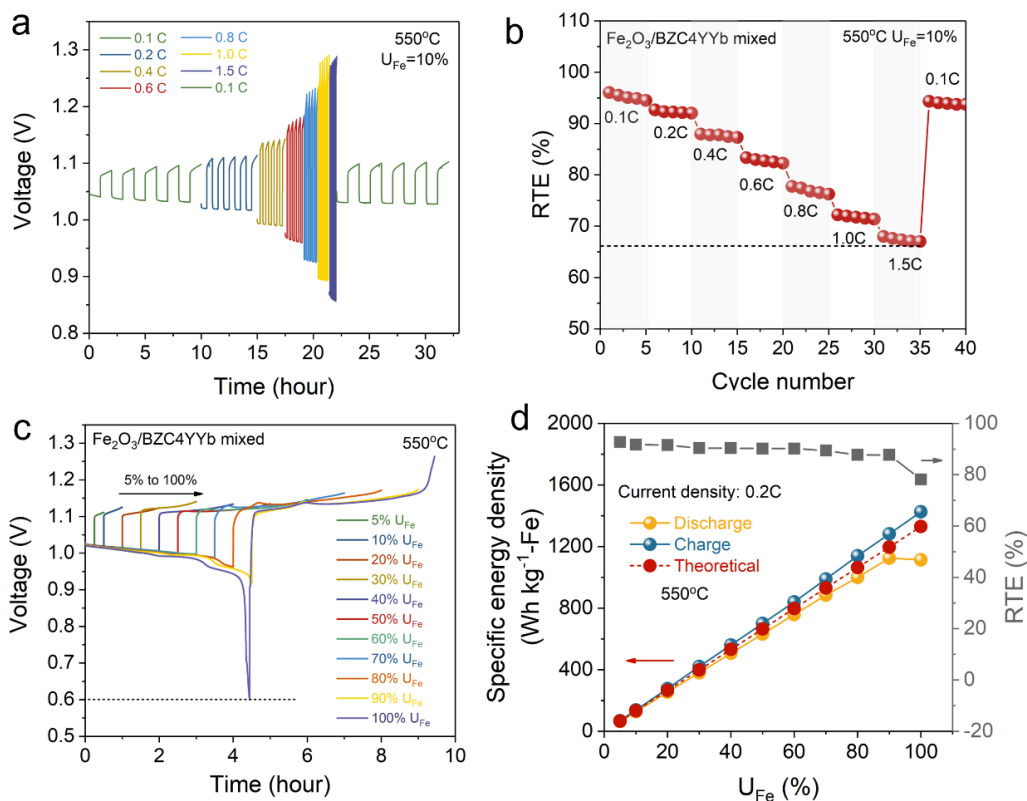 a
0.1 C
0.2 C
0.4 C
0.6 C
0.8 C
1.0 C
1.5 C
0.1 C
550ºC
U_Fe=10%
Voltage (V)
1.3
1.2
1.1
1.0
0.9
0.8
0 5 10 15 20 25 30
Time (hour)
b
Fe₂O₃/BZC4YYb mixed
550ºC U_Fe=10%
RTE (%)
110
100
90
80
70
60
50
0.1C
0.2C
0.4C
0.6C
0.8C
1.0C
1.5C
0.1C
0 5 10 15 20 25 30 35 40
Cycle number
c
Fe₂O₃/BZC4YYb mixed
550ºC
5% to 100%
Voltage (V)
1.3
1.2
1.1
1.0
0.9
0.8
0.7
0.6
0.5
5% U_Fe
10% U_Fe
20% U_Fe
30% U_Fe
40% U_Fe
50% U_Fe
60% U_Fe
70% U_Fe
80% U_Fe
90% U_Fe
100% U_Fe
0 2 4 6 8 10
Time (hour)
d
Specific energy density
(Wh kg⁻¹-Fe)
2000
1600
1200
800
400
0
Current density: 0.2C
Discharge
Charge
Theoretical
550ºC
100
80
60
40
20
0
-20
RTE (%)
0 20 40 60 80 100
U_Fe (%)